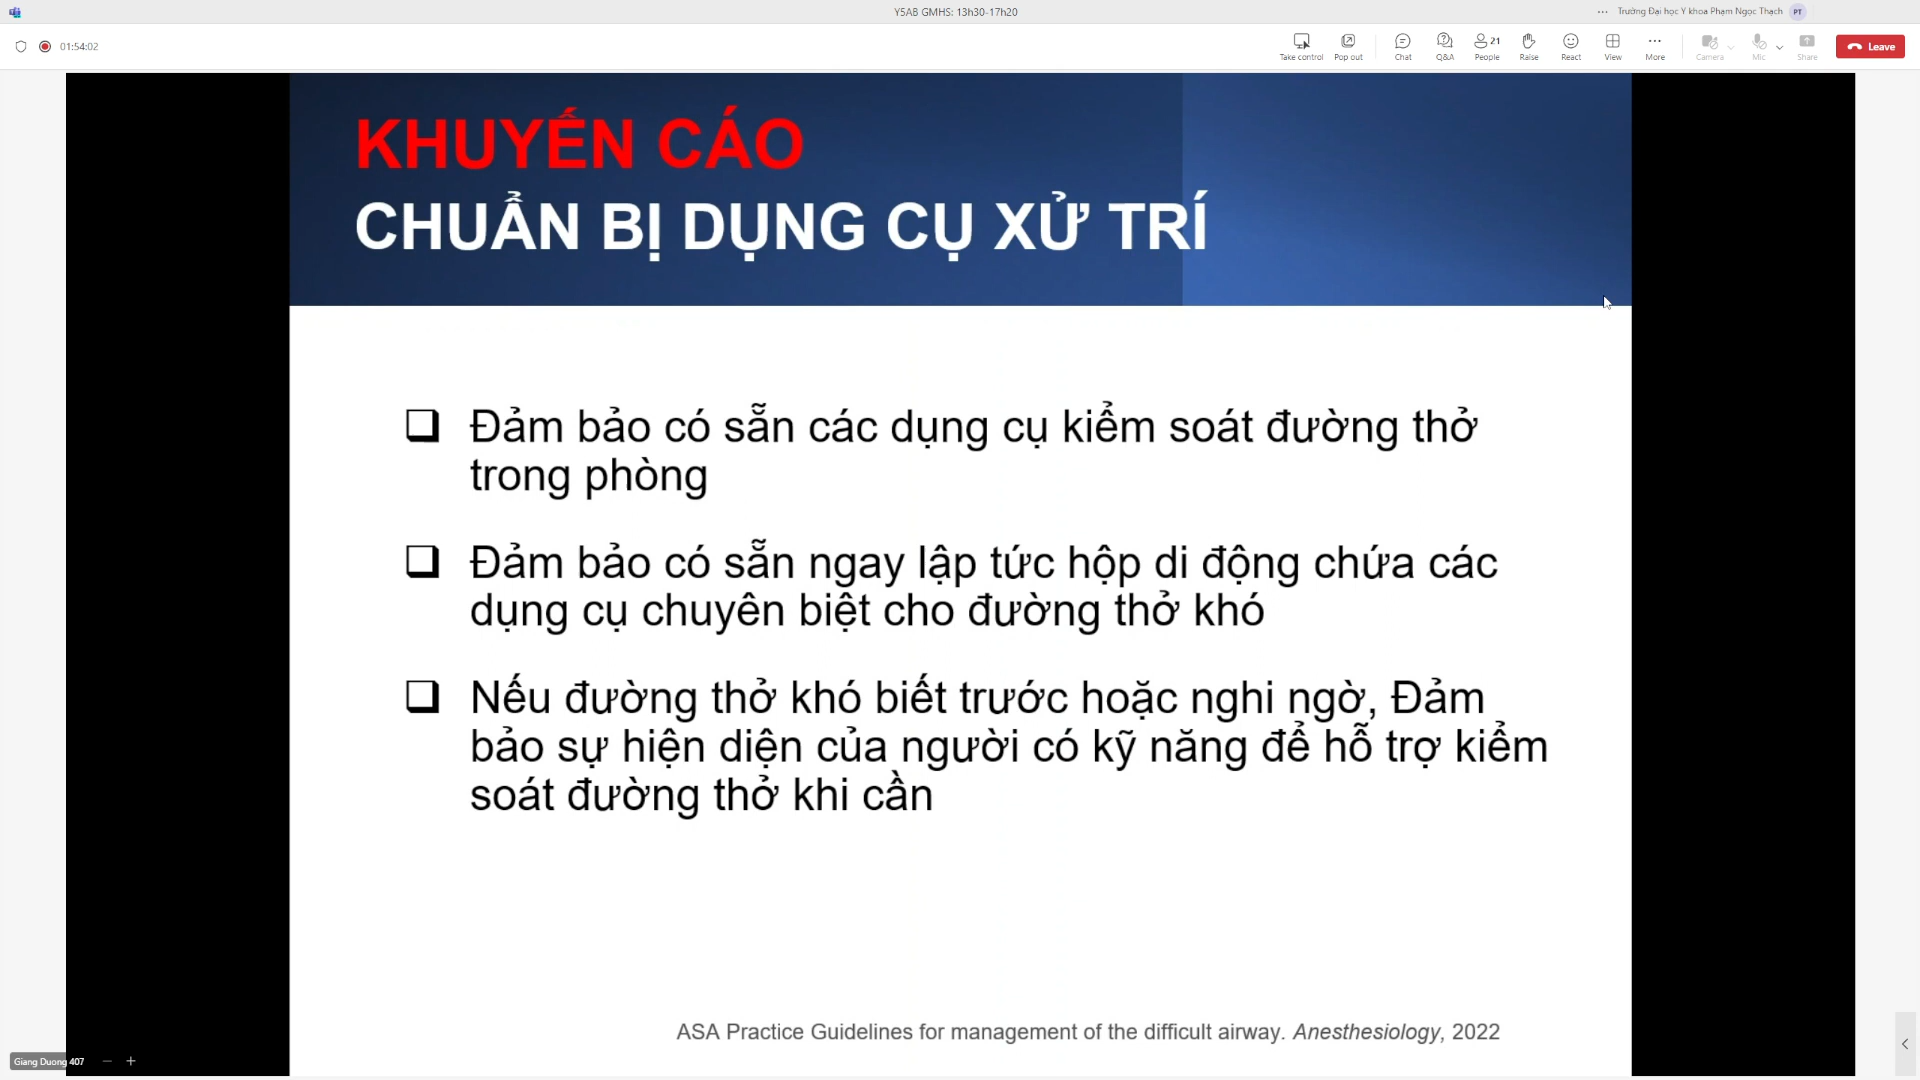 Y5AB GMHS: 13h30-17h20
Trường Đại học Y khoa Phạm Ngọc Thạch
PT
01:54:02
Take control
Pop out
Chat
Q&A
21
People
Raise
React
View
More
Camera
Mic
Share
Leave
KHUYẾN CÁO
CHUẨN BỊ DỤNG CỤ XỬ TRÍ
Đảm bảo có sẵn các dụng cụ kiểm soát đường thở
trong phòng
Đảm bảo có sẵn ngay lập tức hộp di động chứa các
dụng cụ chuyên biệt cho đường thở khó
Nếu đường thở khó biết trước hoặc nghi ngờ, Đảm
bảo sự hiện diện của người có kỹ năng để hỗ trợ kiểm
soát đường thở khi cần
ASA Practice Guidelines for management of the difficult airway. Anesthesiology, 2022
Giang Duong 407